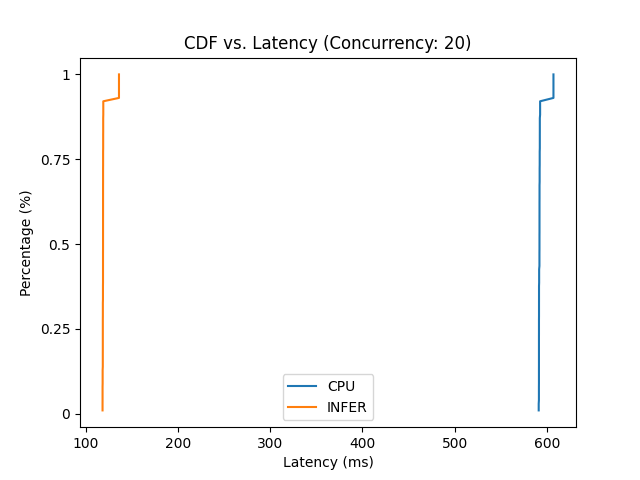 CDF vs. Latency (Concurrency: 20)
Percentage (%)
1
0.75
0.5
0.25
0
CPU
INFER
100 200 300 400 500 600
Latency (ms)